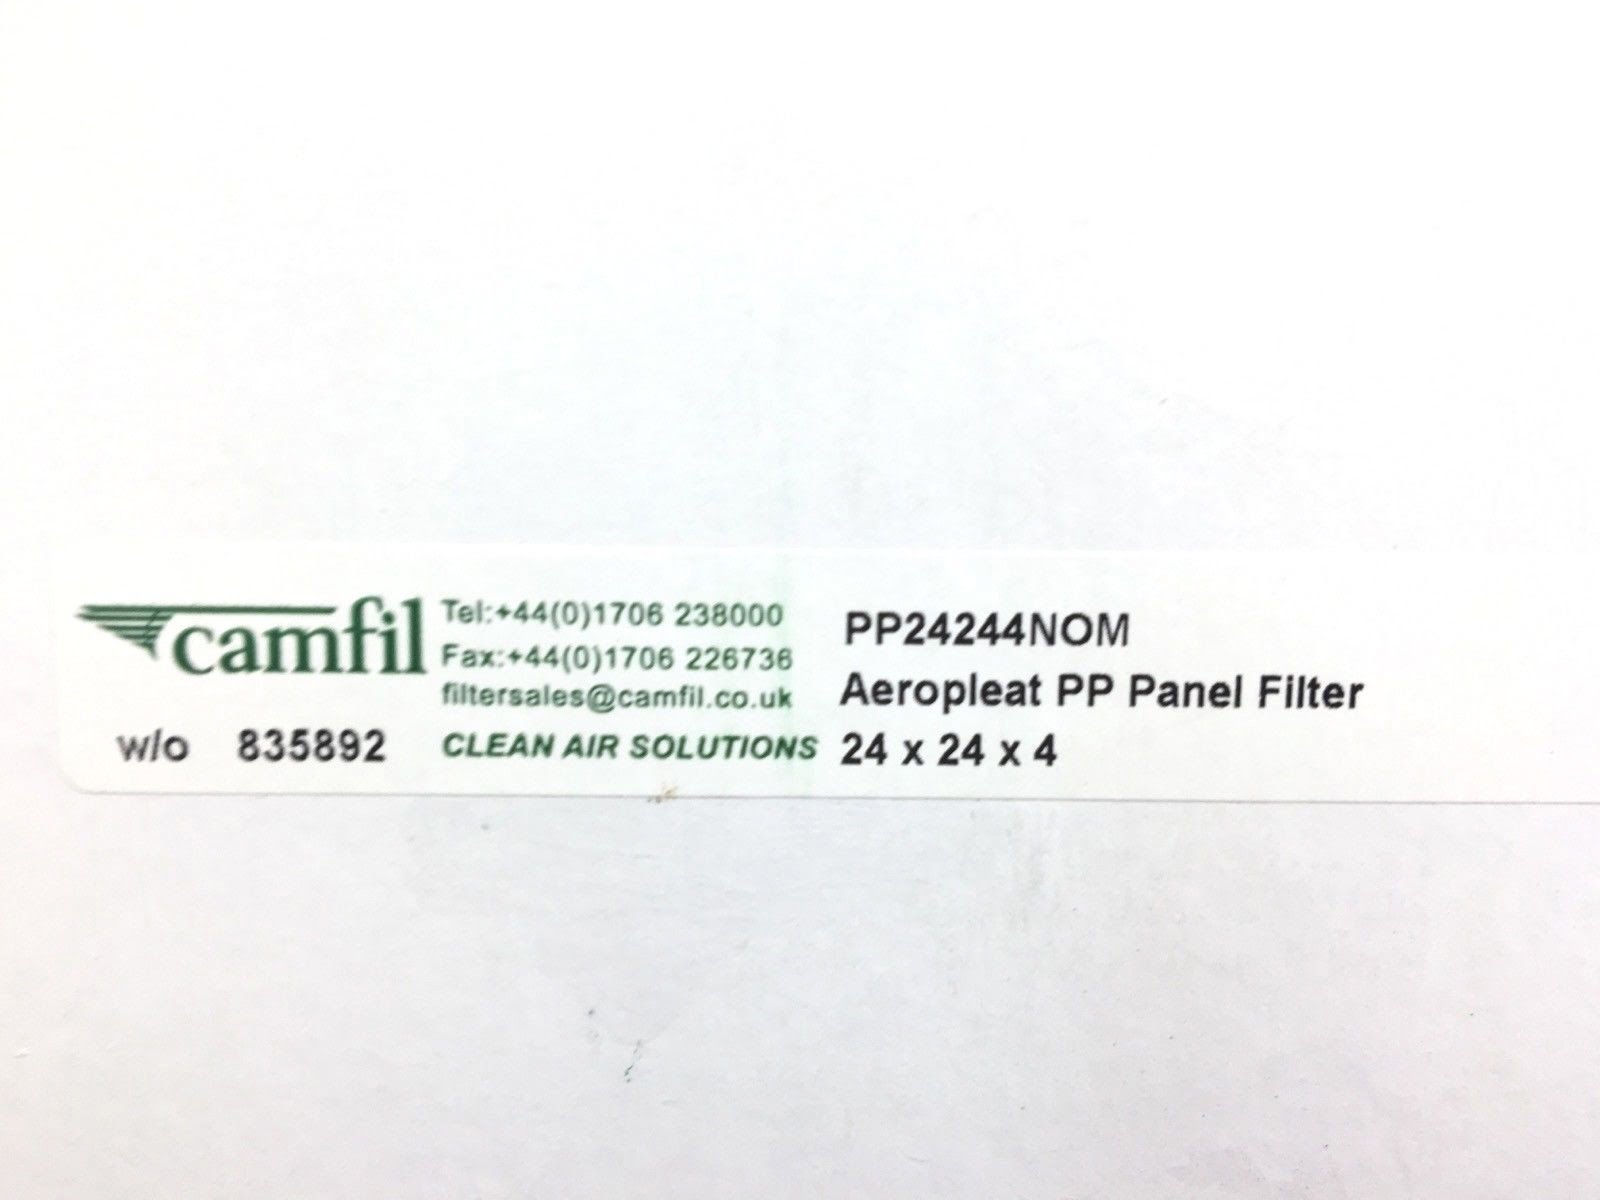 camfil
Tel:+44(0)1706 238000
Fax:+44(0)1706 226736
filtersales@camfil.co.uk
w/o 835892
CLEAN AIR SOLUTIONS
PP24244NOM
Aeropleat PP Panel Filter
24 x 24 x 4